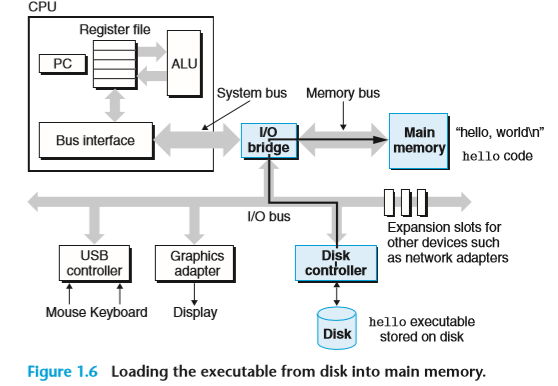 CPU
Register file
PC
ALU
System bus
Memory bus
Bus interface
I/O
bridge
Main
memory
"hello, world\n"
hello code
I/O bus
Expansion slots for
other devices such
as network adapters
USB
controller
Graphics
adapter
Disk
controller
Mouse Keyboard
Display
Disk
hello executable
stored on disk
Figure 1.6 Loading the executable from disk into main memory.